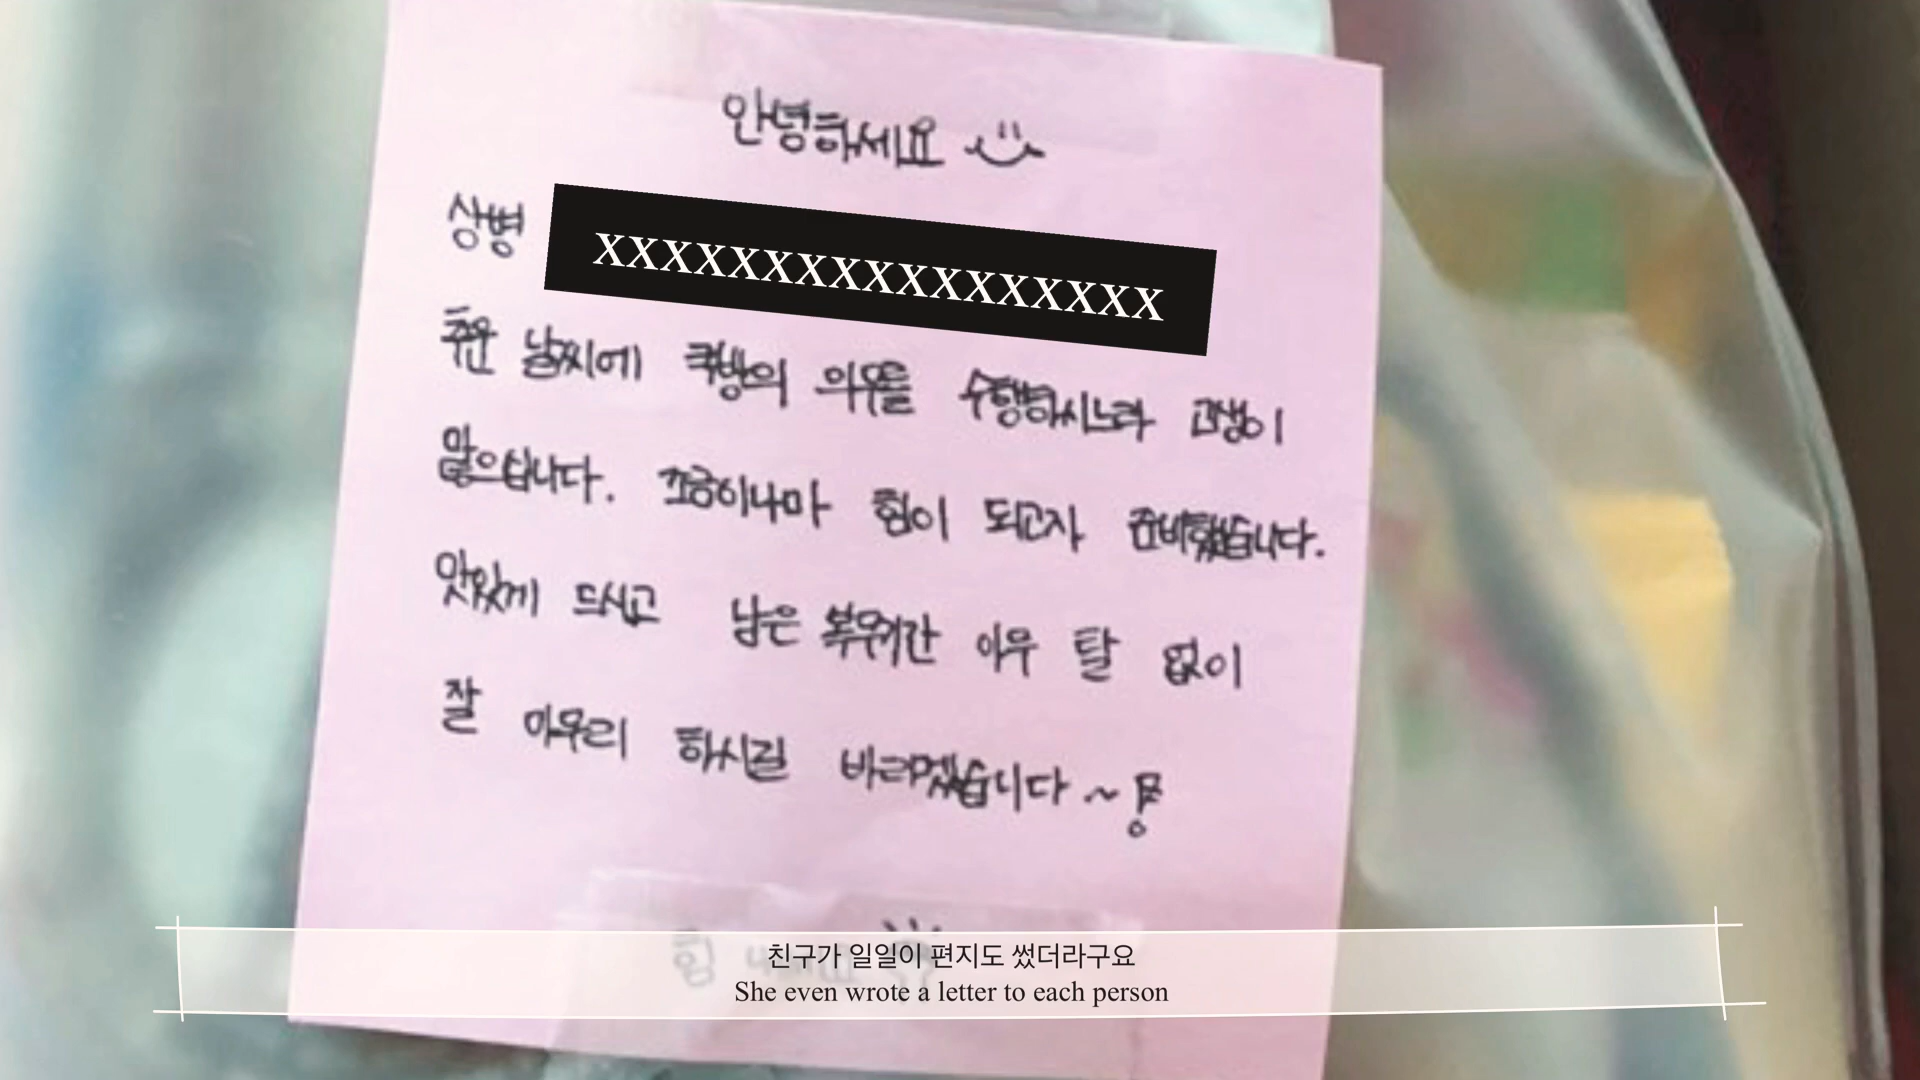 안녕하세요
상병 XXXXXXXXXXXXXXXXX
추운 날씨에 국방의 의무를 수행하시느라 고생이
많으십니다. 조금이나마 힘이 되고자 준비했습니다.
맛있게 드시고 남은 복무기간 아무 탈 없이
잘 마무리 하시길 바라겠습니다~
힘
친구가 일일이 편지도 썼더라구요
She even wrote a letter to each person